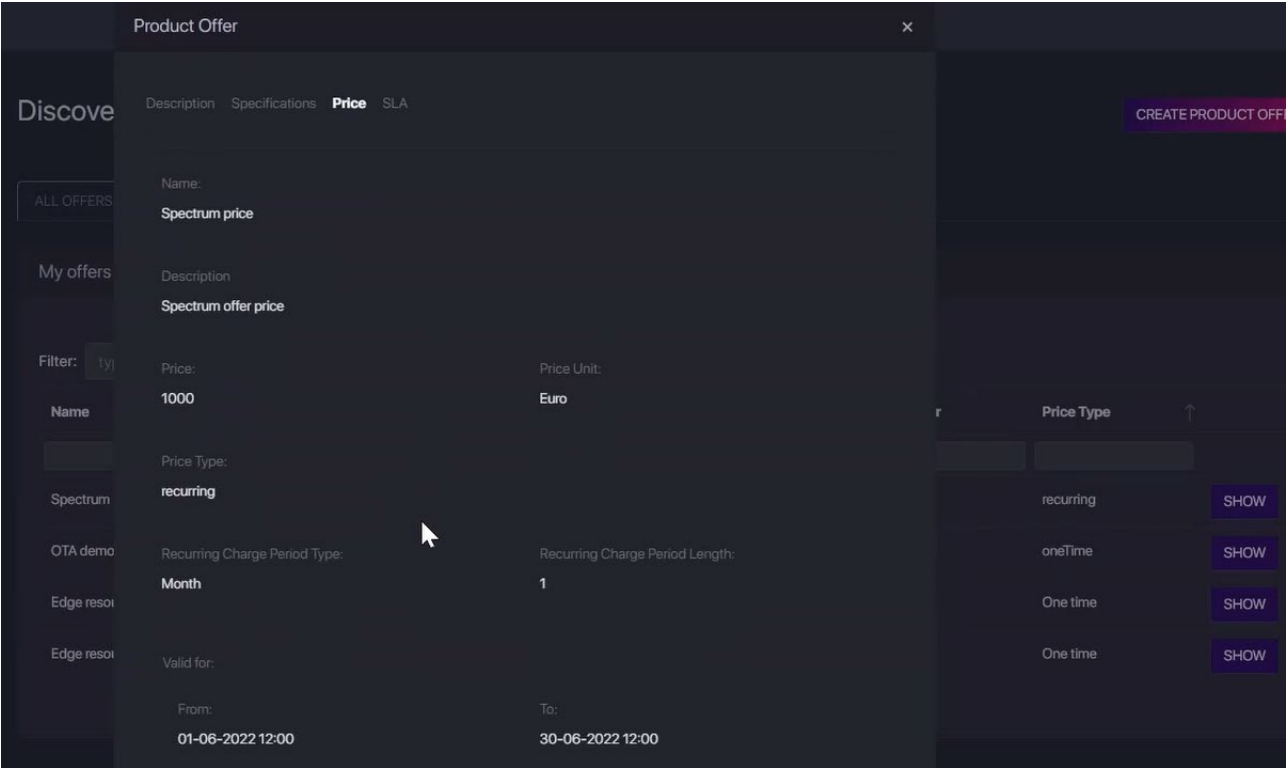 Product Offer ×
Discove
Description Specifications Price SLA
CREATE PRODUCT OFF
Name:
Spectrum price
ALL OFFERS
My offers
Description
Spectrum offer price
Filter: ty
Price: Price Unit:
1000 Euro
Name r Price Type ↑
Price Type:
recurring
Spectrum recurring SHOW
OTA demo oneTime SHOW
Recurring Charge Period Type: Recurring Charge Period Length:
Month 1
Edge resou One time SHOW
Edge resou One time SHOW
Valid for:
From: To:
01-06-2022 12:00 30-06-2022 12:00